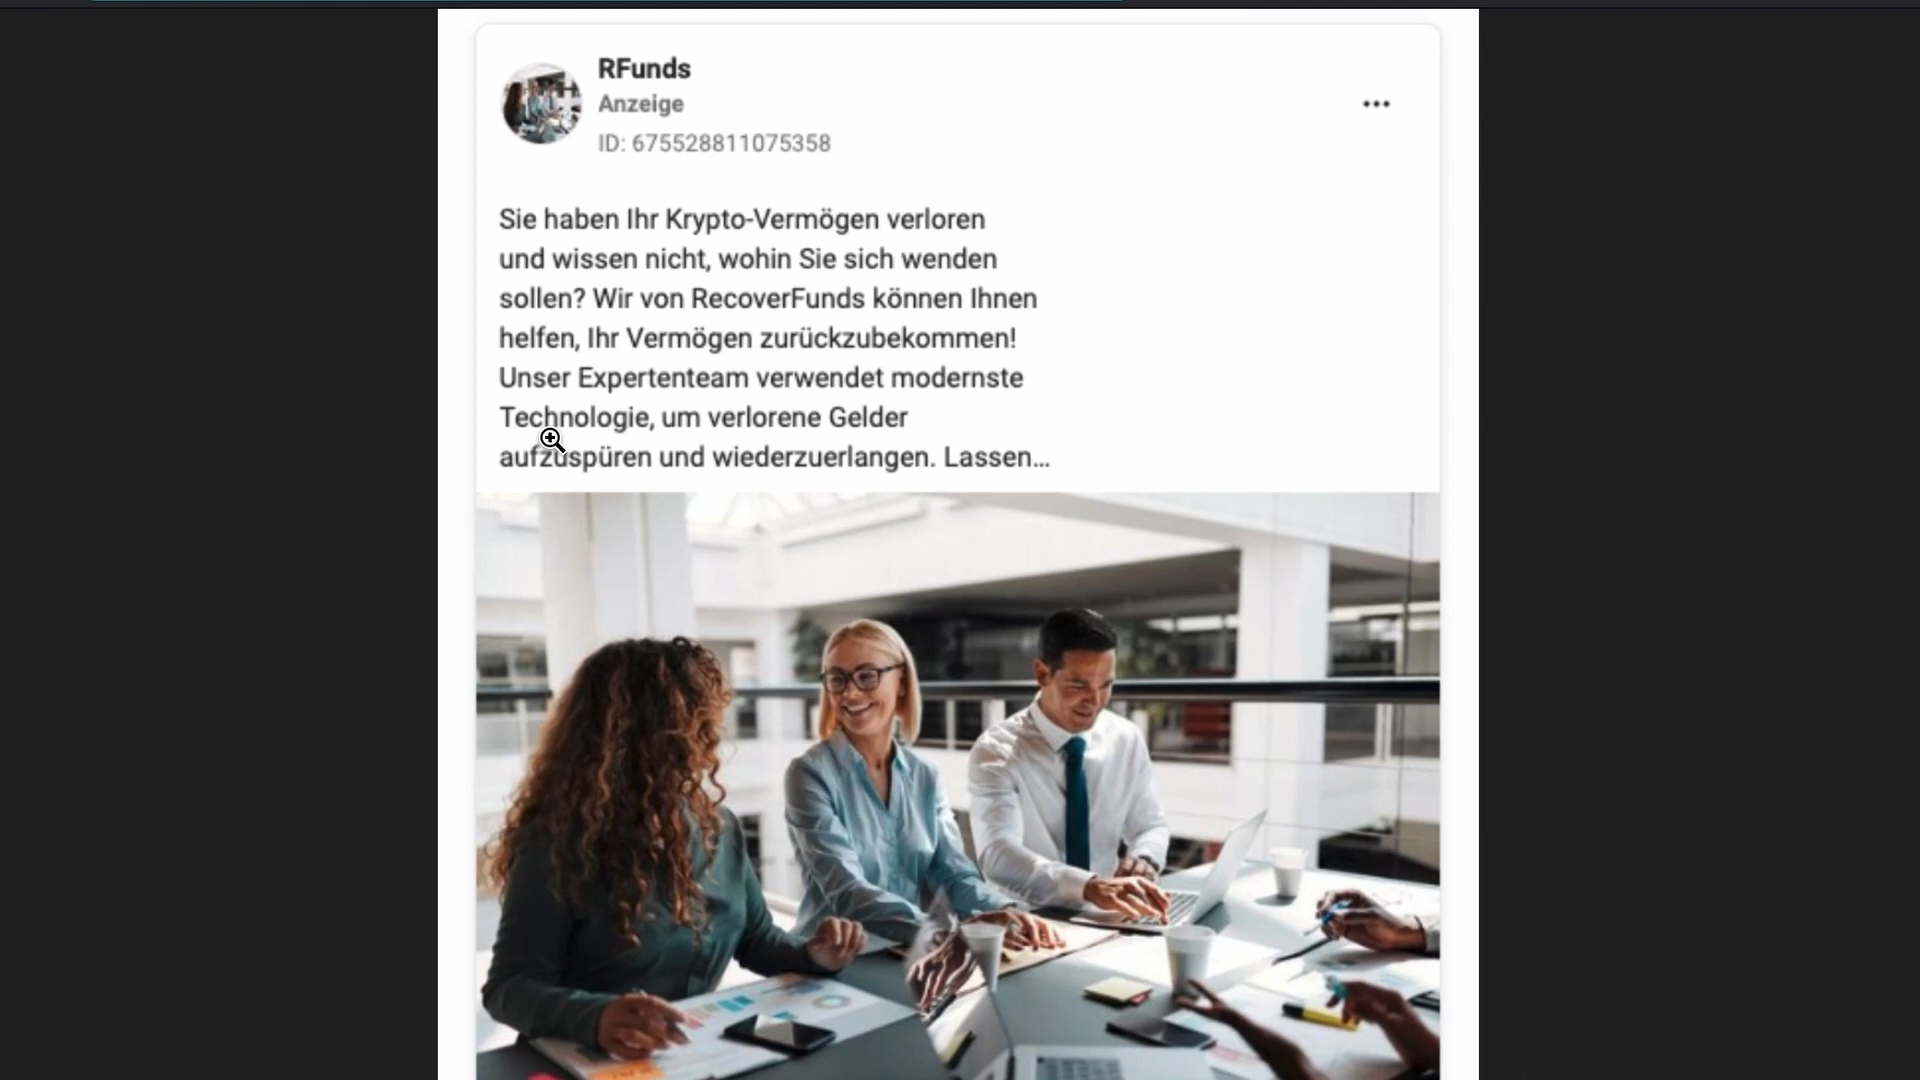 RFunds
Anzeige
ID: 675528811075358
Sie haben Ihr Krypto-Vermögen verloren
und wissen nicht, wohin Sie sich wenden
sollen? Wir von RecoverFunds können Ihnen
helfen, Ihr Vermögen zurückzubekommen!
Unser Expertenteam verwendet modernste
Technologie, um verlorene Gelder
aufzuspüren und wiederzuerlangen. Lassen...